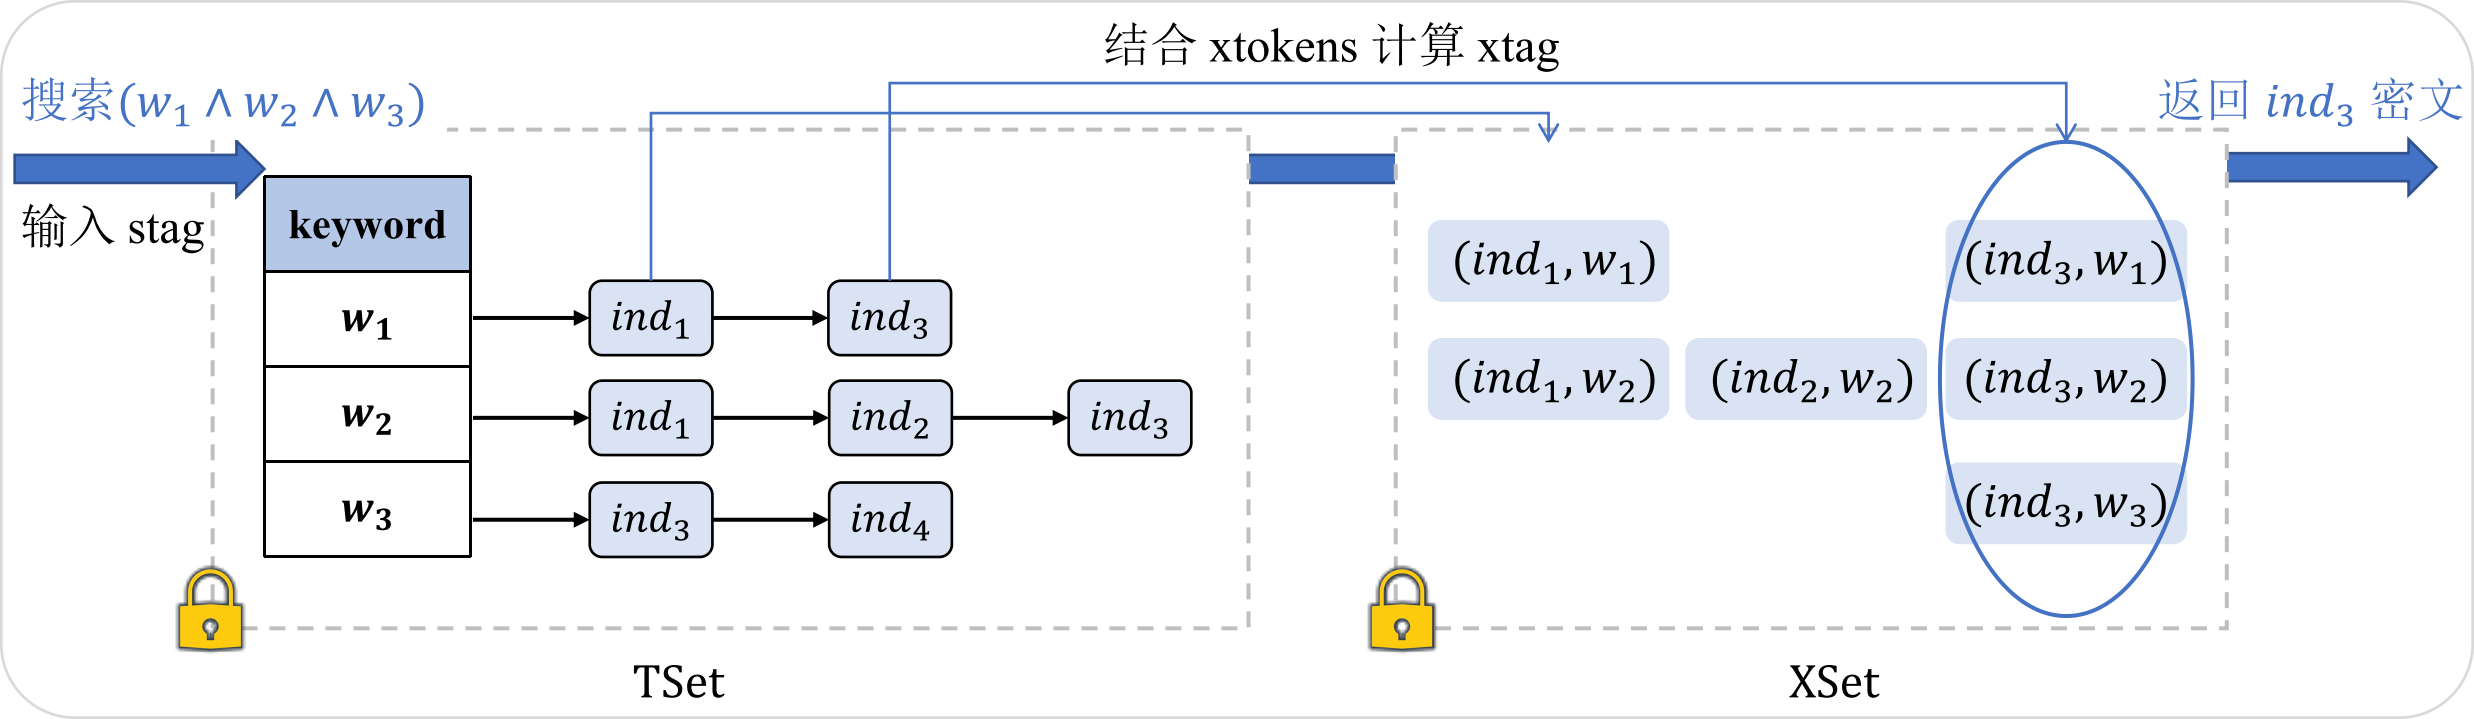 结合 xtokens 计算 xtag
搜索(w₁ ∧ w₂ ∧ w₃)
返回 ind₃ 密文
输入 stag
keyword
w₁
ind₁
ind₃
w₂
ind₁
ind₂
ind₃
w₃
ind₃
ind₄
TSet
(ind₁, w₁)
(ind₃, w₁)
(ind₁, w₂)
(ind₂, w₂)
(ind₃, w₂)
(ind₃, w₃)
XSet